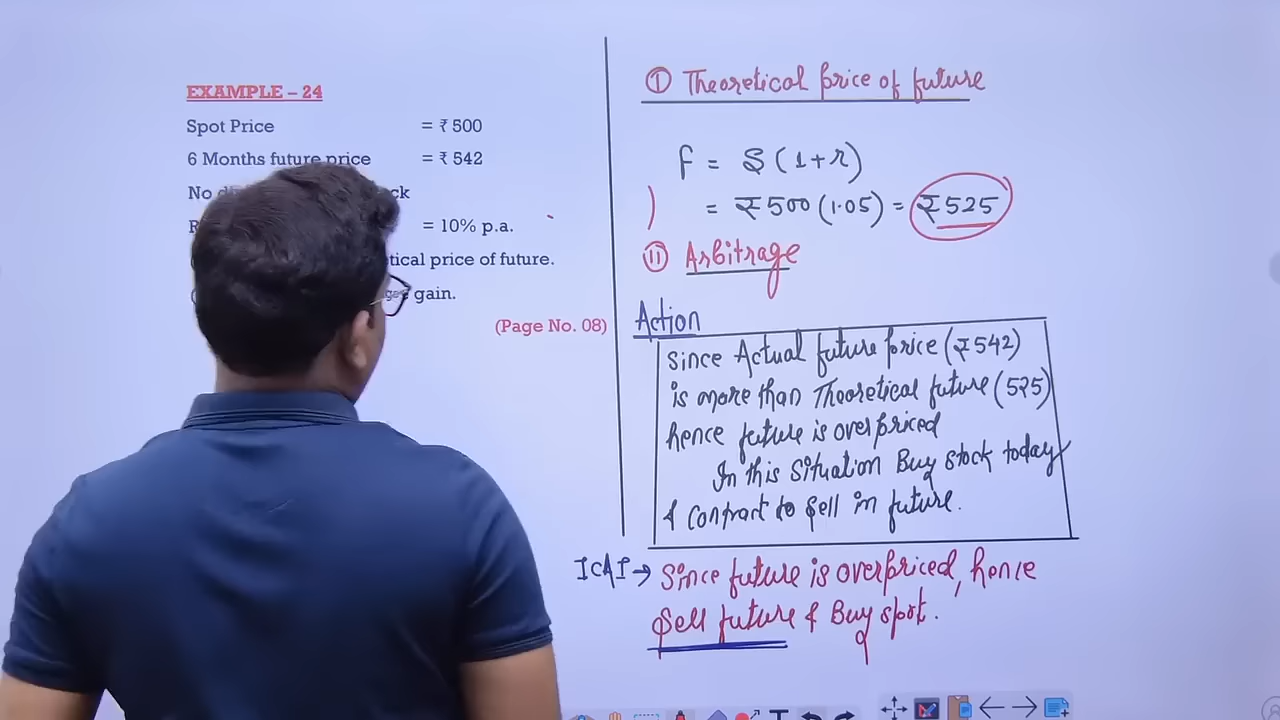 EXAMPLE – 24
Spot Price = ₹ 500
6 Months future price = ₹ 542
No
= 10% p.a.
price of future.
gain.
(Page No. 08)
① Theoretical price of future
F = S (1+r)
= ₹500 (1.05) = ₹525
② Arbitrage
Action
Since Actual future price (₹542)
is more than Theoretical future (525)
hence future is overpriced
In this situation Buy stock today
& contract to sell in future.
ICAI → Since future is overpriced, hence
Sell future & Buy spot.